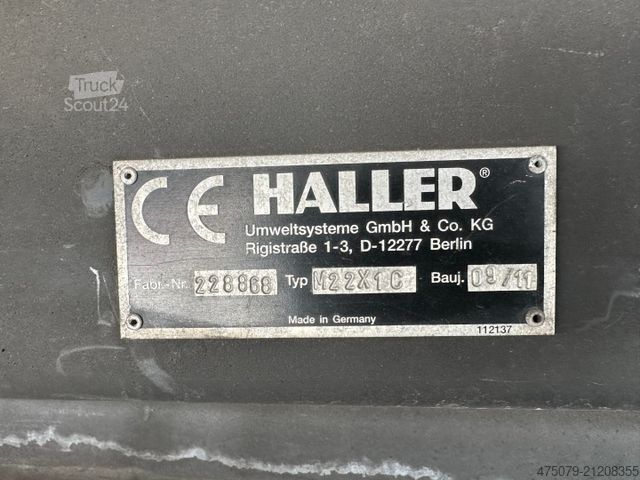 Truck
Scout24
CE HALLER®
Umweltsysteme GmbH & Co. KG
Rigistraße 1-3, D-12277 Berlin
Fabr.-Nr. 228868 Typ M22X1C Bauj. 09/11
Made in Germany
112137
475079-21208355